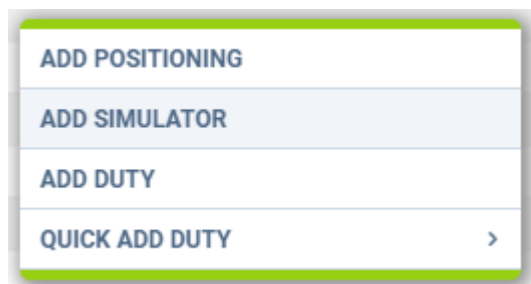 ADD POSITIONING
ADD SIMULATOR
ADD DUTY
QUICK ADD DUTY